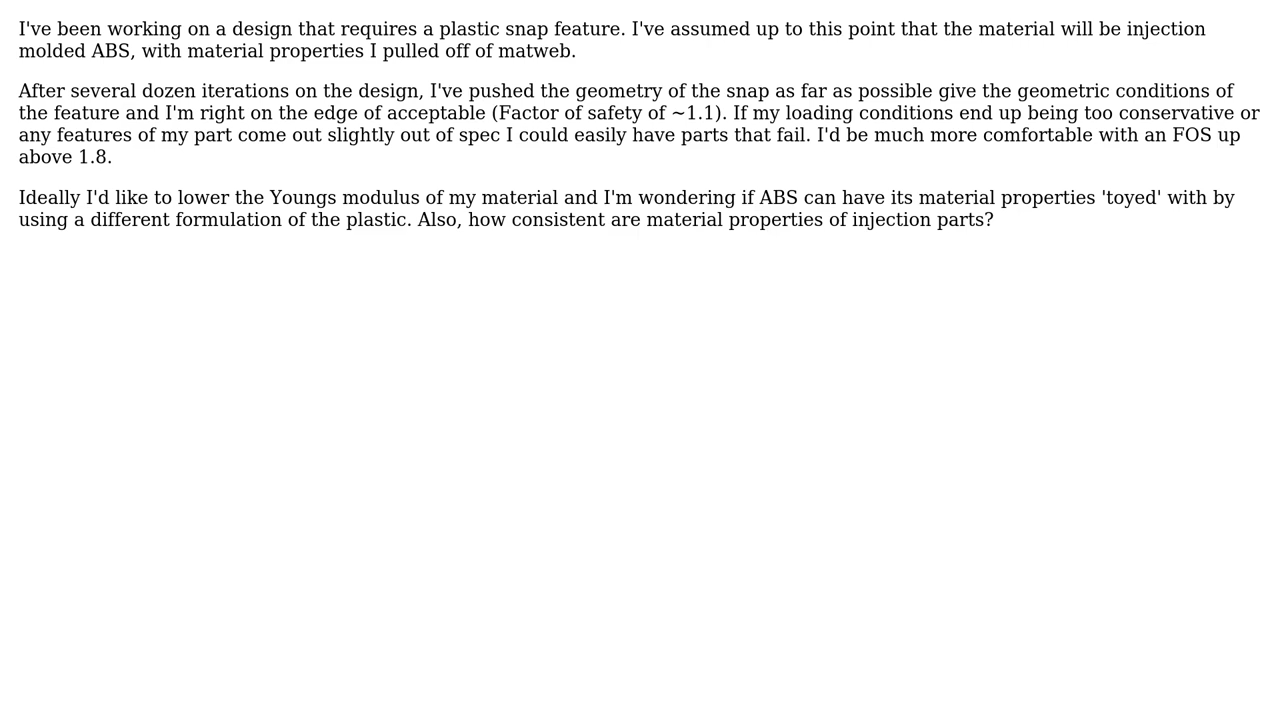 I've been working on a design that requires a plastic snap feature. I've assumed up to this point that the material will be injection
molded ABS, with material properties I pulled off of matweb.
After several dozen iterations on the design, I've pushed the geometry of the snap as far as possible give the geometric conditions of
the feature and I'm right on the edge of acceptable (Factor of safety of ~1.1). If my loading conditions end up being too conservative or
any features of my part come out slightly out of spec I could easily have parts that fail. I'd be much more comfortable with an FOS up
above 1.8.
Ideally I'd like to lower the Youngs modulus of my material and I'm wondering if ABS can have its material properties 'toyed' with by
using a different formulation of the plastic. Also, how consistent are material properties of injection parts?